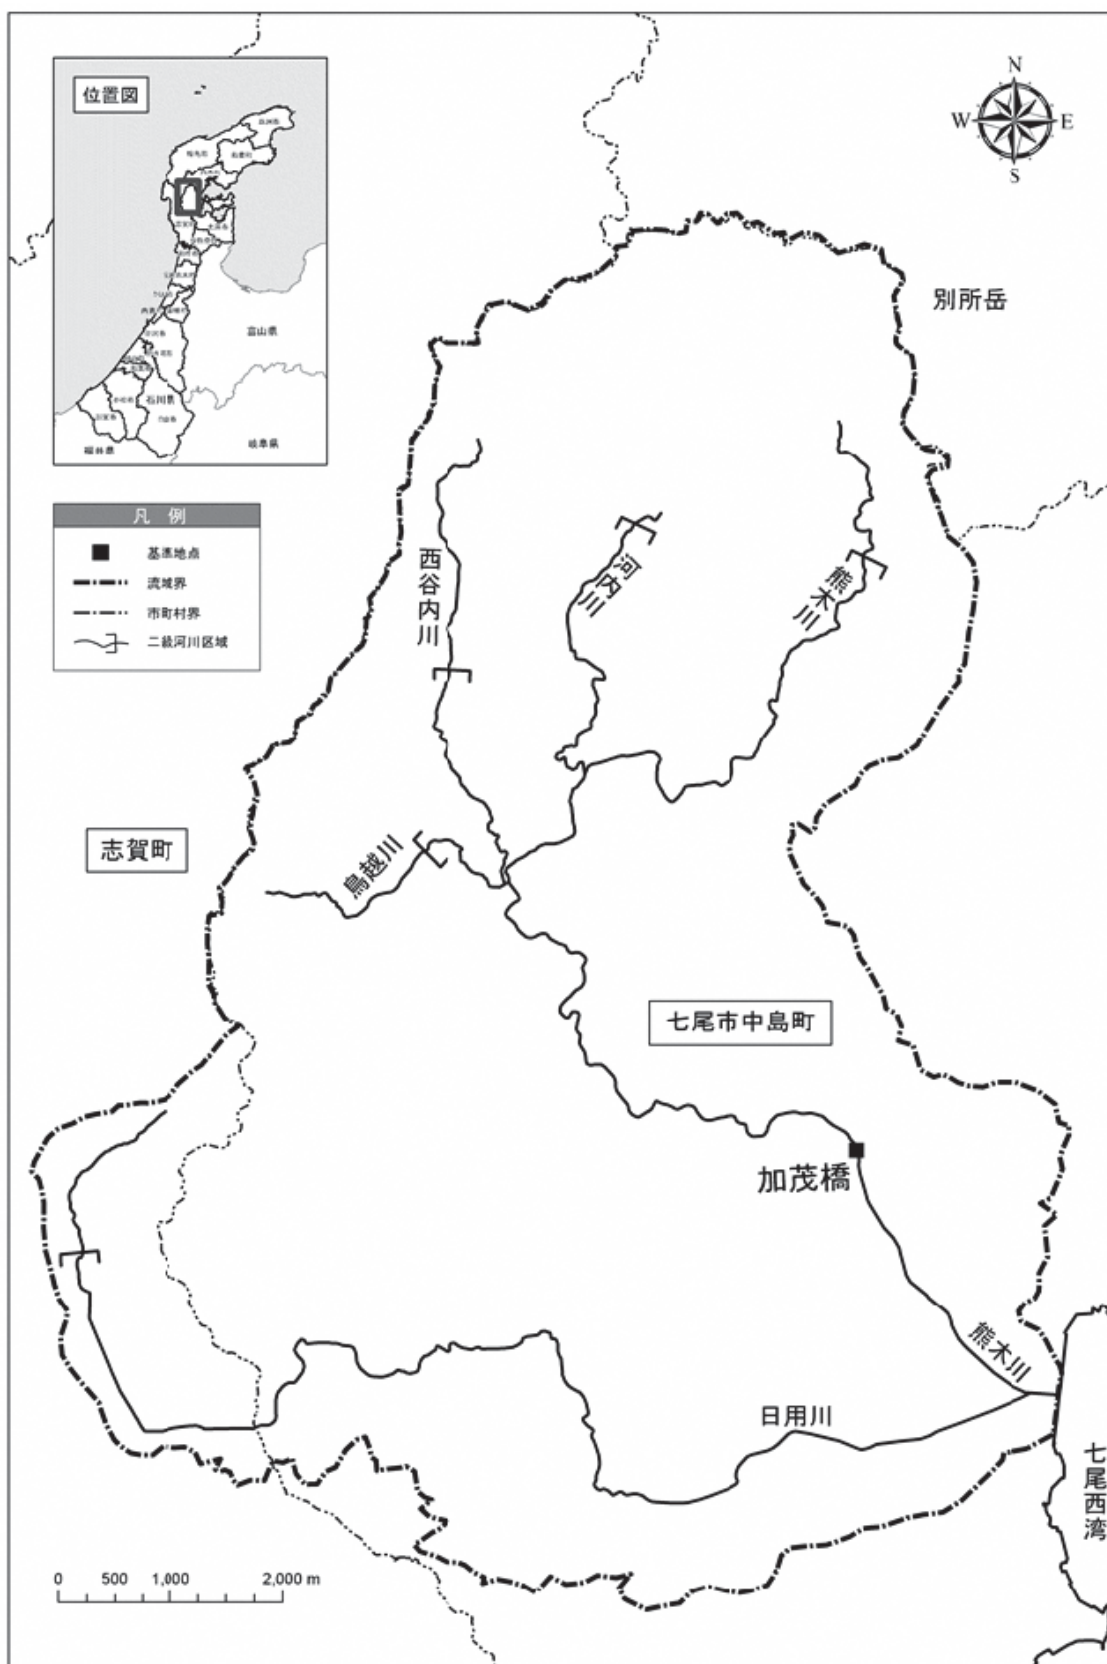 位置図
富山県
石川県
福井県
岐阜県
凡 例
基準地点
流域界
市町村界
二級河川区域
N
W
E
S
別所岳
西谷内川
河内川
熊木川
志賀町
鳥越川
七尾市中島町
加茂橋
熊木川
日用川
七尾西湾
0 500 1,000 2,000 m